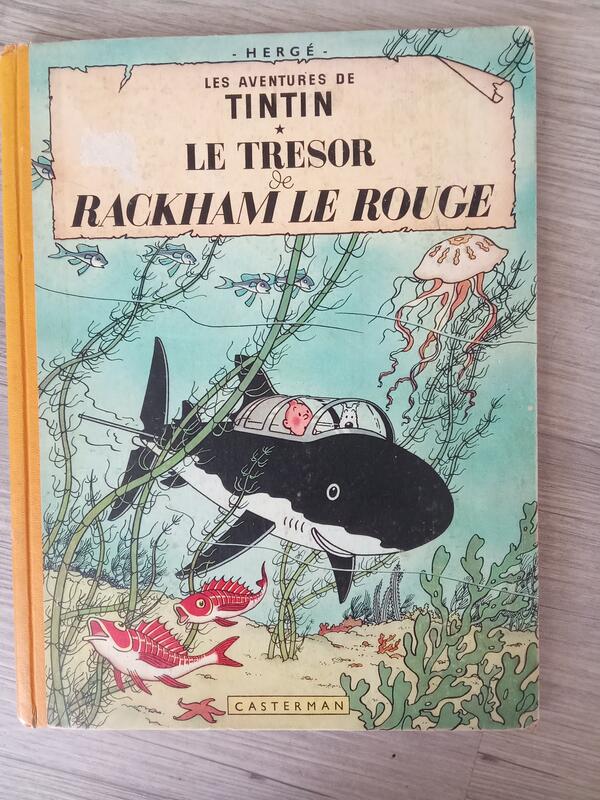 - HERGÉ -
LES AVENTURES DE
TINTIN
★
LE TRESOR
de
RACKHAM LE ROUGE
CASTERMAN